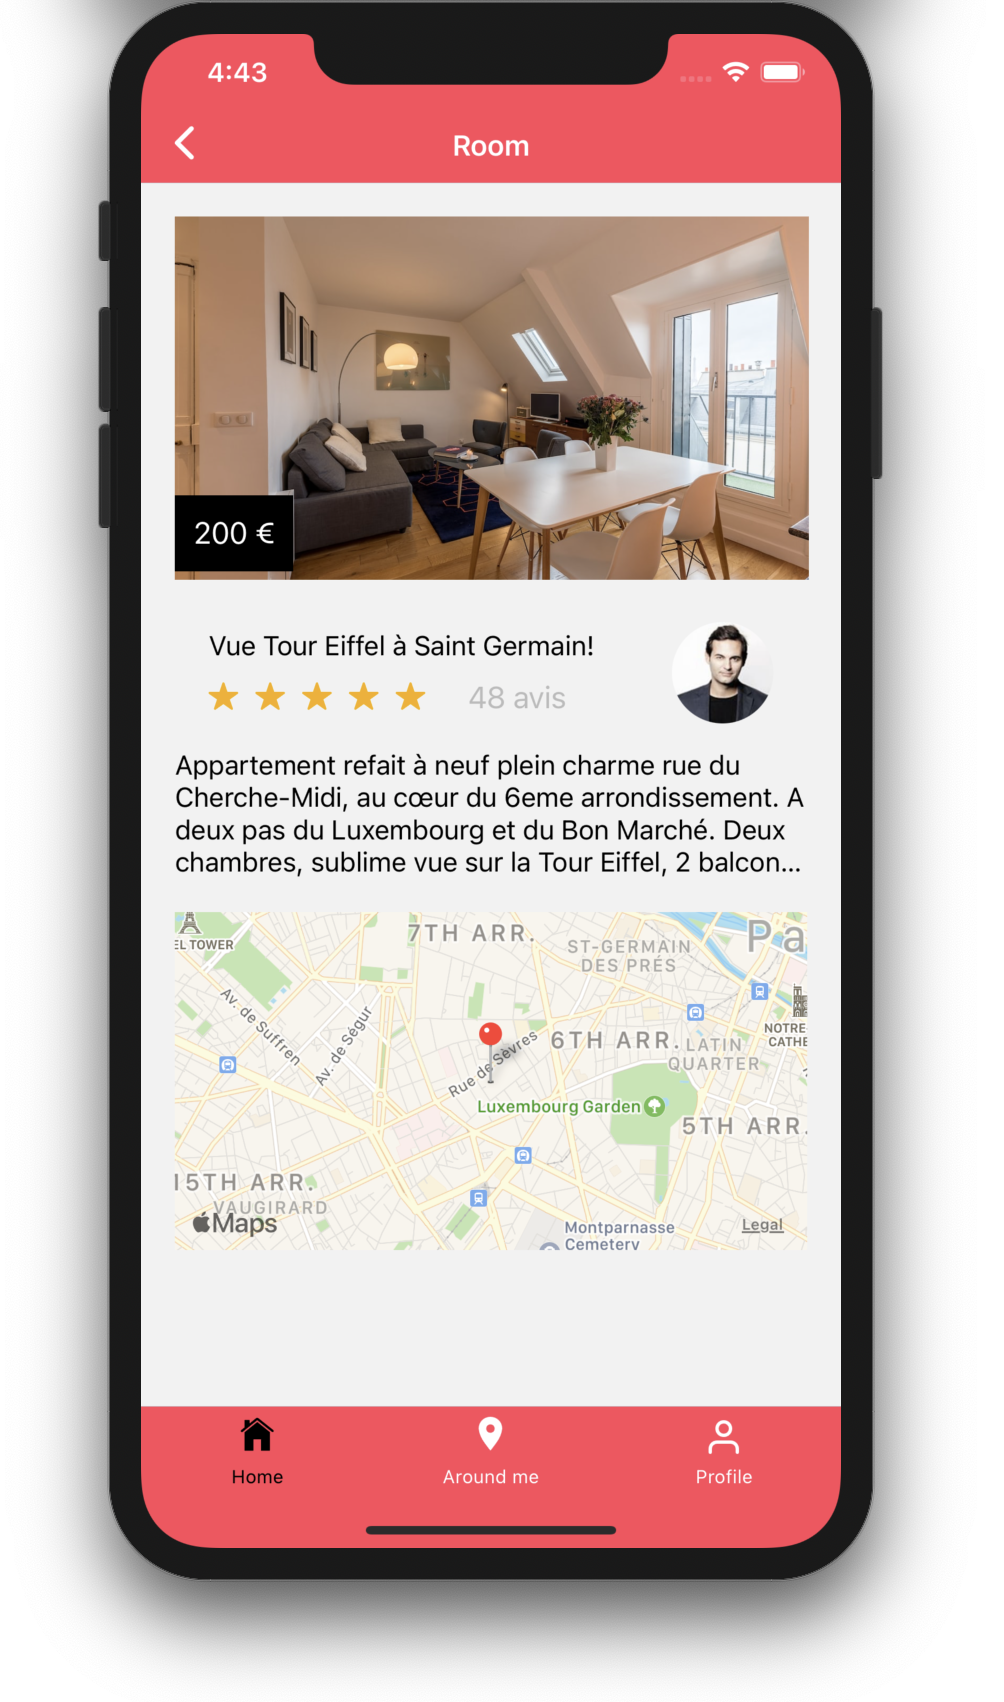 4:43
Room
200 €
Vue Tour Eiffel à Saint Germain!
48 avis
Appartement refait à neuf plein charme rue du
Cherche-Midi, au cœur du 6eme arrondissement. A
deux pas du Luxembourg et du Bon Marché. Deux
chambres, sublime vue sur la Tour Eiffel, 2 balcon...
7TH ARR.
Pa
EL TOWER
ST-GERMAIN
DES PRÉS
Av. de Suffren
Av. de Ségur
Rue de Sèvres
6TH ARR.
LATIN
QUARTER
NOTRE
CATHE
Luxembourg Garden
5TH ARR.
15TH ARR.
VAUGIRARD
Maps
Montparnasse
Cemetery
Legal
Home
Around me
Profile